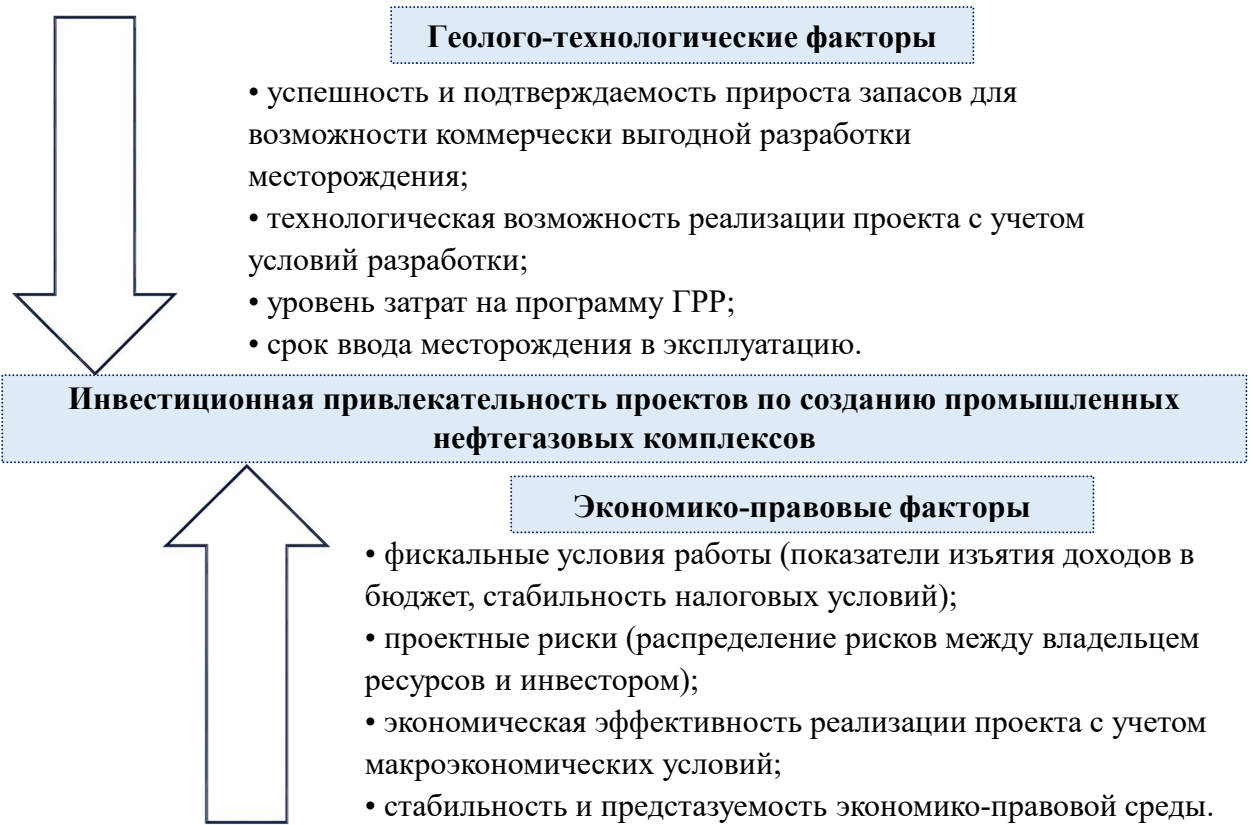 Геолого-технологические факторы
• успешность и подтверждаемость прироста запасов для
возможности коммерчески выгодной разработки
месторождения;
• технологическая возможность реализации проекта с учетом
условий разработки;
• уровень затрат на программу ГРР;
• срок ввода месторождения в эксплуатацию.
Инвестиционная привлекательность проектов по созданию промышленных
нефтегазовых комплексов
Экономико-правовые факторы
• фискальные условия работы (показатели изъятия доходов в
бюджет, стабильность налоговых условий);
• проектные риски (распределение рисков между владельцем
ресурсов и инвестором);
• экономическая эффективность реализации проекта с учетом
макроэкономических условий;
• стабильность и предстазуемость экономико-правовой среды.